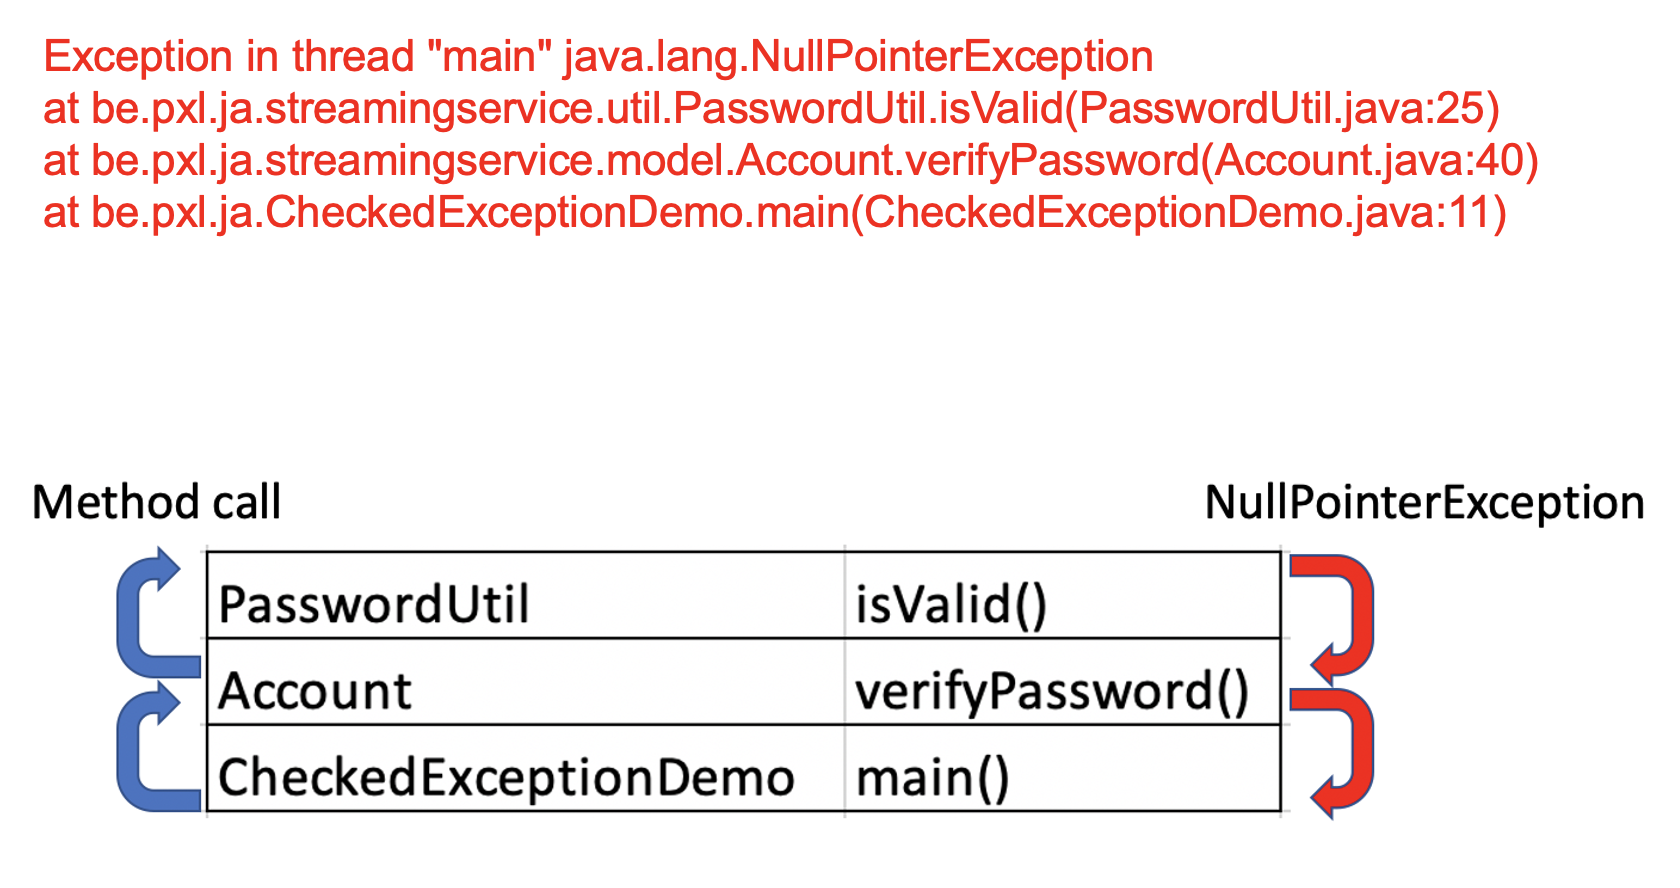 Exception in thread "main" java.lang.NullPointerException
at be.pxl.ja.streamingservice.util.PasswordUtil.isValid(PasswordUtil.java:25)
at be.pxl.ja.streamingservice.model.Account.verifyPassword(Account.java:40)
at be.pxl.ja.CheckedExceptionDemo.main(CheckedExceptionDemo.java:11)
Method call
NullPointerException
PasswordUtil isValid()
Account verifyPassword()
CheckedExceptionDemo main()